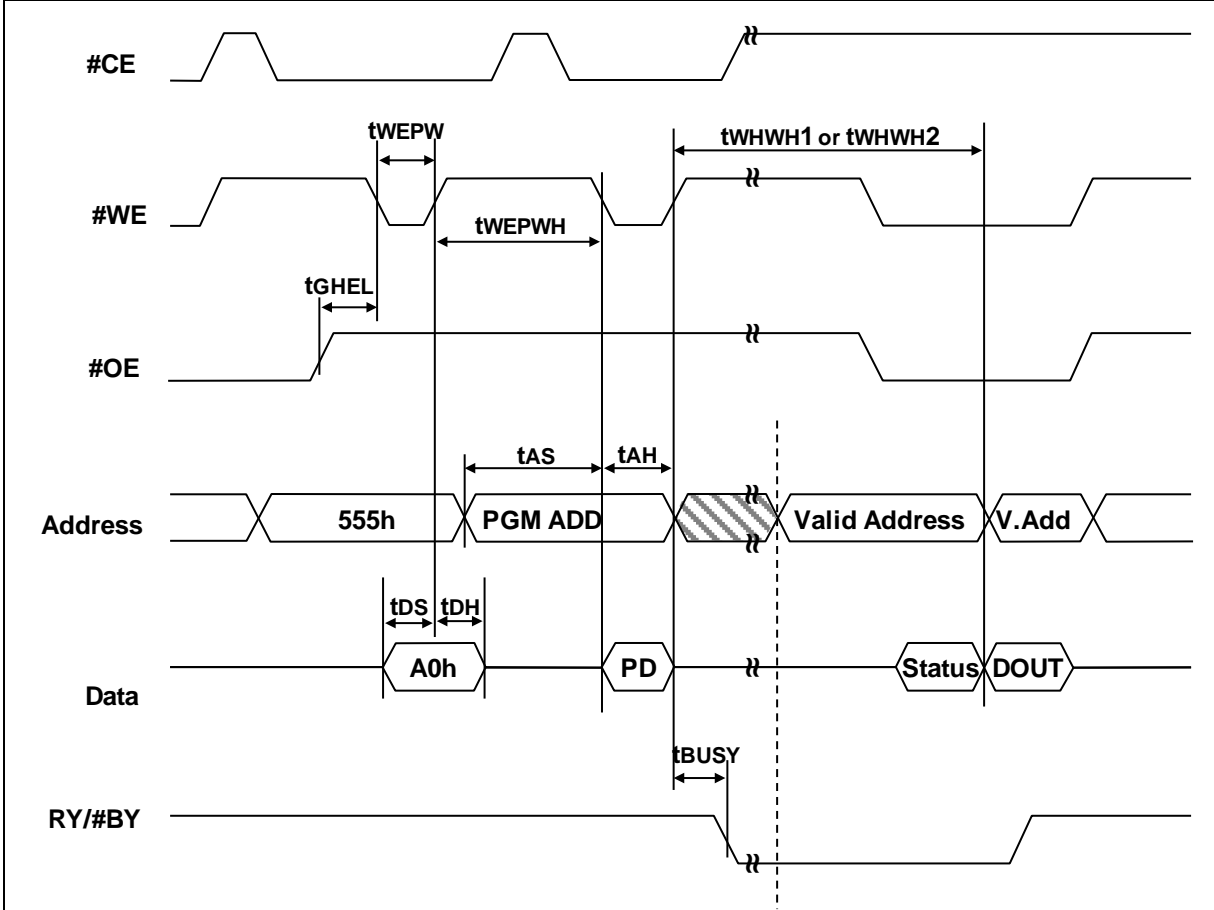 #CE
tWEPW
tWHWH1 or tWHWH2
#WE
tWEPWH
tGHEL
#OE
tAS tAH
Address 555h PGM ADD Valid Address V.Add
tDS tDH
A0h PD Status DOUT
Data
tBUSY
RY/#BY